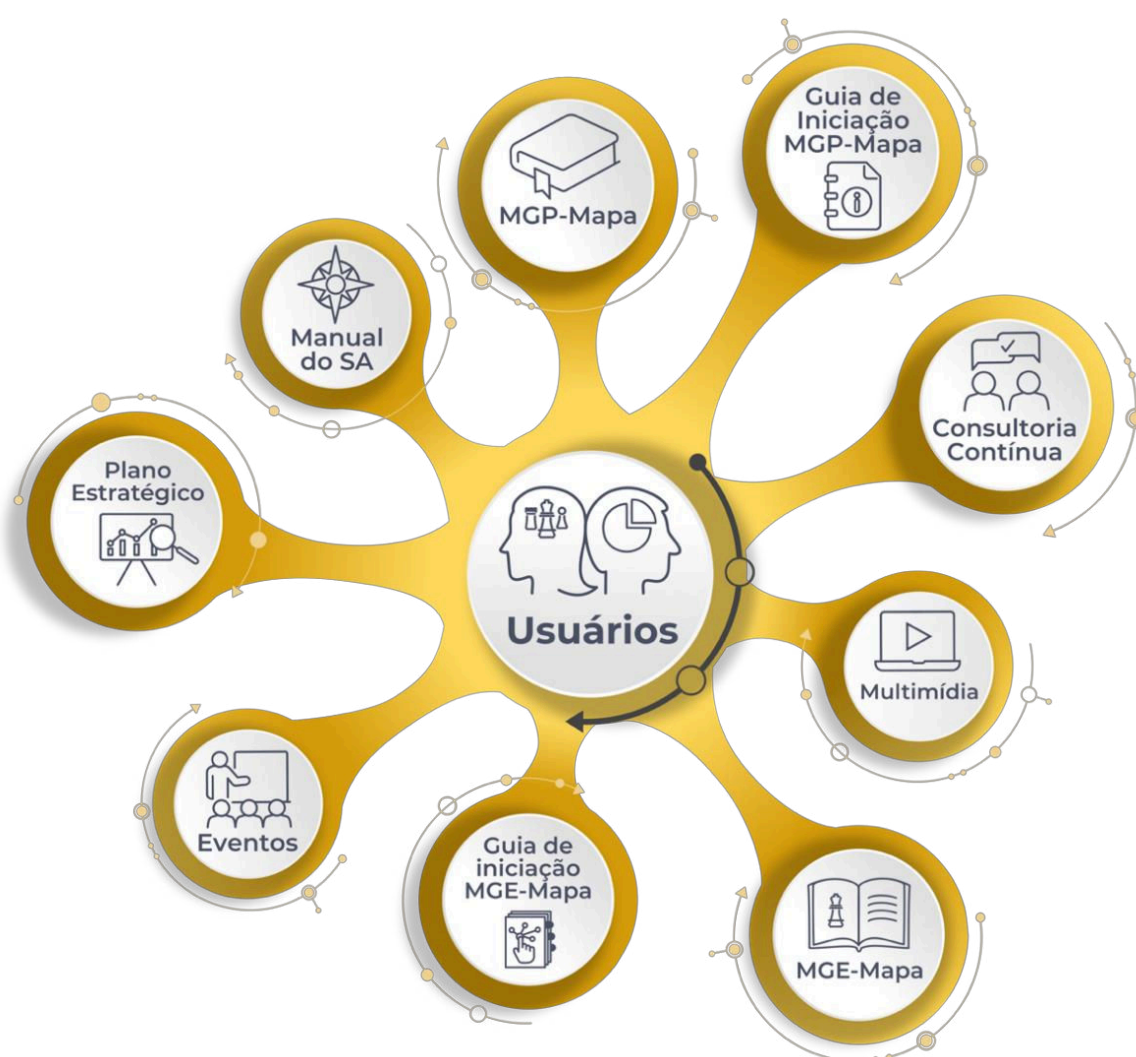 Guia de
Iniciação
MGP-Mapa
MGP-Mapa
Manual
do SA
Consultoria
Contínua
Plano
Estratégico
Usuários
Multimídia
Eventos
Guia de
iniciação
MGE-Mapa
MGE-Mapa